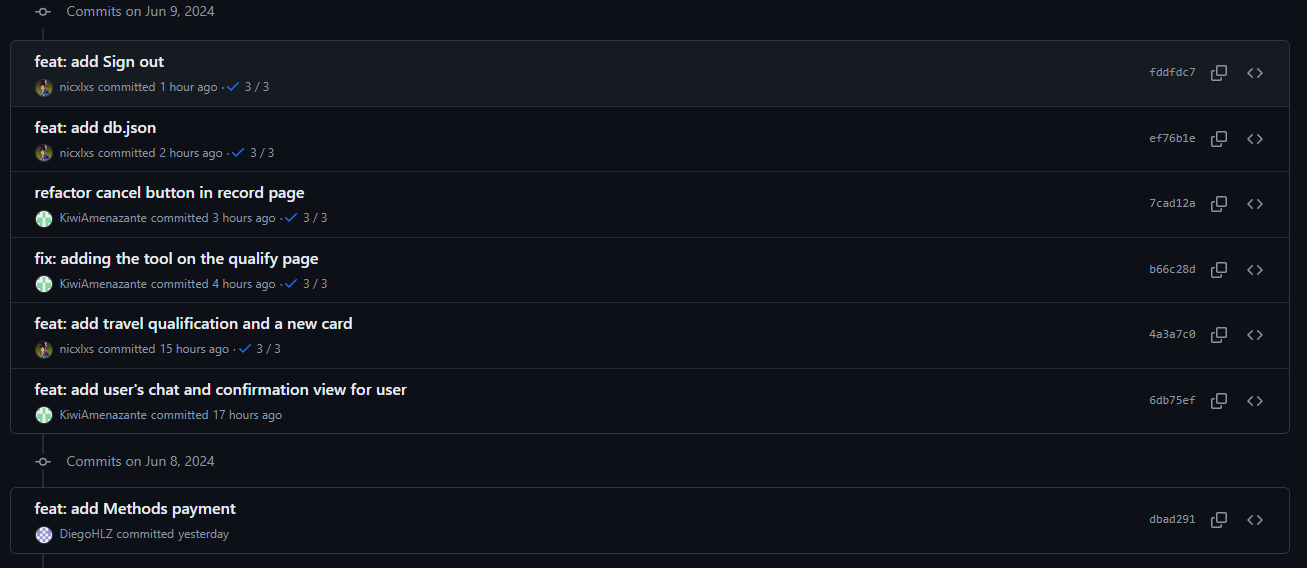 Commits on Jun 9, 2024
feat: add Sign out
nicxlxs committed 1 hour ago · 3 / 3
fddfdc7
feat: add db.json
nicxlxs committed 2 hours ago · 3 / 3
ef76b1e
refactor cancel button in record page
KiwiAmenazante committed 3 hours ago · 3 / 3
7cad12a
fix: adding the tool on the qualify page
KiwiAmenazante committed 4 hours ago · 3 / 3
b66c28d
feat: add travel qualification and a new card
nicxlxs committed 15 hours ago · 3 / 3
4a3a7c0
feat: add user's chat and confirmation view for user
KiwiAmenazante committed 17 hours ago
6db75ef
Commits on Jun 8, 2024
feat: add Methods payment
DiegoHLZ committed yesterday
dbad291